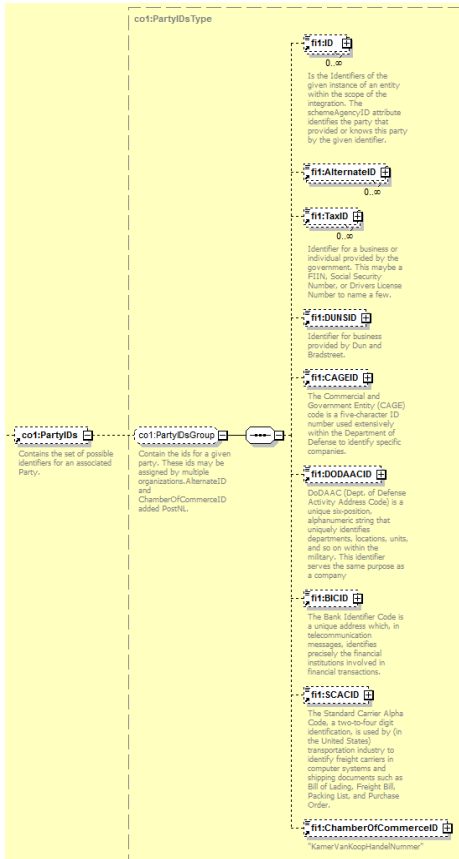 co1:PartyIDsType
fi1:ID
0..∞
Is the Identifiers of the
given instance of an entity
within the scope of the
integration. The
schemeAgencyID attribute
identifies the party that
provided or knows this party
by the given identifier.
fi1:AlternateID
0..∞
fi1:TaxID
0..∞
Identifier for a business or
individual provided by the
government. This maybe a
FIIN, Social Security
Number, or Drivers License
Number to name a few.
fi1:DUNSID
Identifier for business
provided by Dun and
Bradstreet.
fi1:CAGEID
The Commercial and
Government Entity (CAGE)
code is a five-character ID
number used extensively
within the Department of
Defense to identify specific
companies.
co1:PartyIDs
Contains the set of possible
identifiers for an associated
Party.
co1:PartyIDsGroup
Contain the ids for a given
party. These ids may be
assigned by multiple
organizations.AlternateID
and
ChamberOfCommerceID
added PostNL.
fi1:DODAACID
DoDAAC (Dept. of Defense
Activity Address Code) is a
unique six-position,
alphanumeric string that
uniquely identifies
departments, locations, units,
and so on within the
military. This identifier
serves the same purpose as
a company
fi1:BICID
The Bank Identifier Code is
a unique address which, in
telecommunication
messages, identifies
precisely the financial
institutions involved in
financial transactions.
fi1:SCACID
The Standard Carrier Alpha
Code, a two-to-four digit
identification, is used by (in
the United States)
transportation industry to
identify freight carriers in
computer systems and
shipping documents such as
Bill of Lading, Freight Bill,
Packing List, and Purchase
Order.
fi1:ChamberOfCommerceID
"KamerVanKoopHandelNummer"